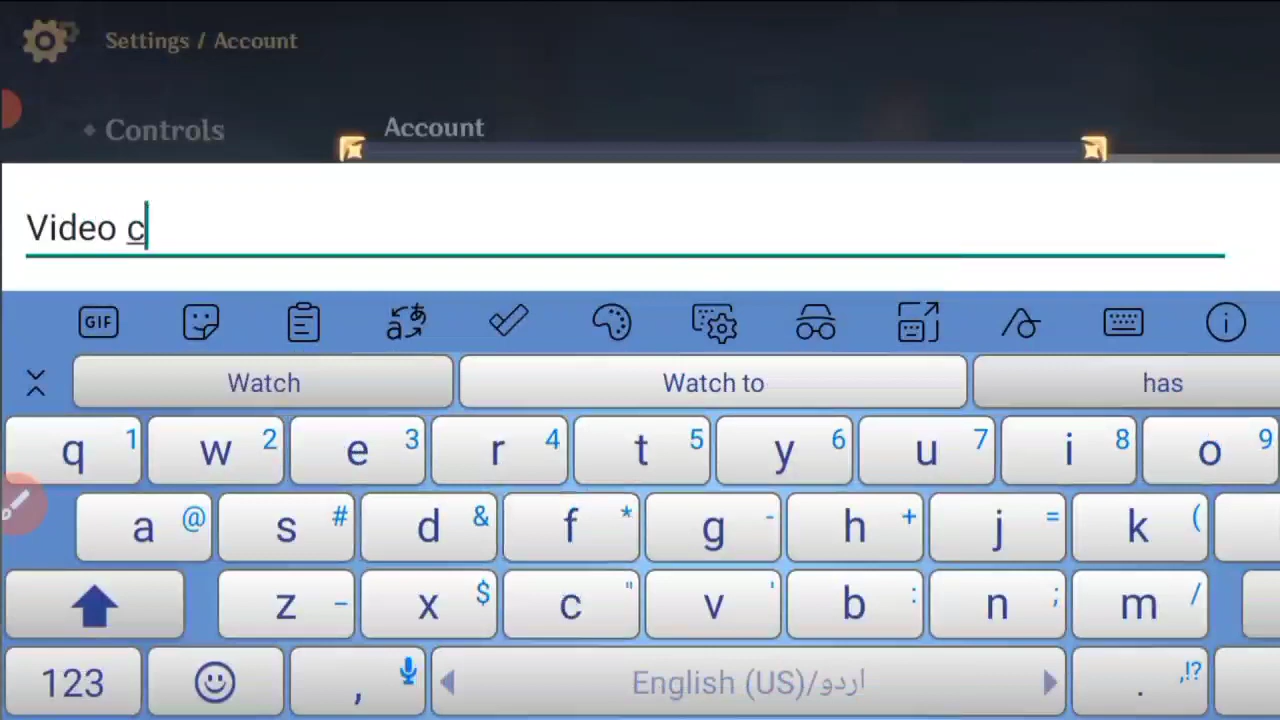 Settings / Account
Controls
Account
Video c
GIF
Watch
Watch to
has
q 1 w 2 e 3 r 4 t 5 y 6 u 7 i 8 o 9
a @ s # d & f * g - h + j = k (
z _ x $ c " v ' b : n ; m /
123 , English (US)/اردو . ,!?